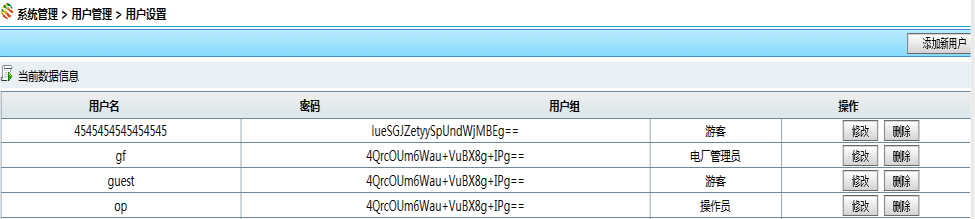 系统管理 > 用户管理 > 用户设置
添加新用户
当前数据信息
用户名 密码 用户组 操作
4545454545454545 IueSGJZetyySpUndWjMBEg== 游客 修改 删除
gf 4QrcOUm6Wau+VuBX8g+IPg== 电厂管理员 修改 删除
guest 4QrcOUm6Wau+VuBX8g+IPg== 游客 修改 删除
op 4QrcOUm6Wau+VuBX8g+IPg== 操作员 修改 删除